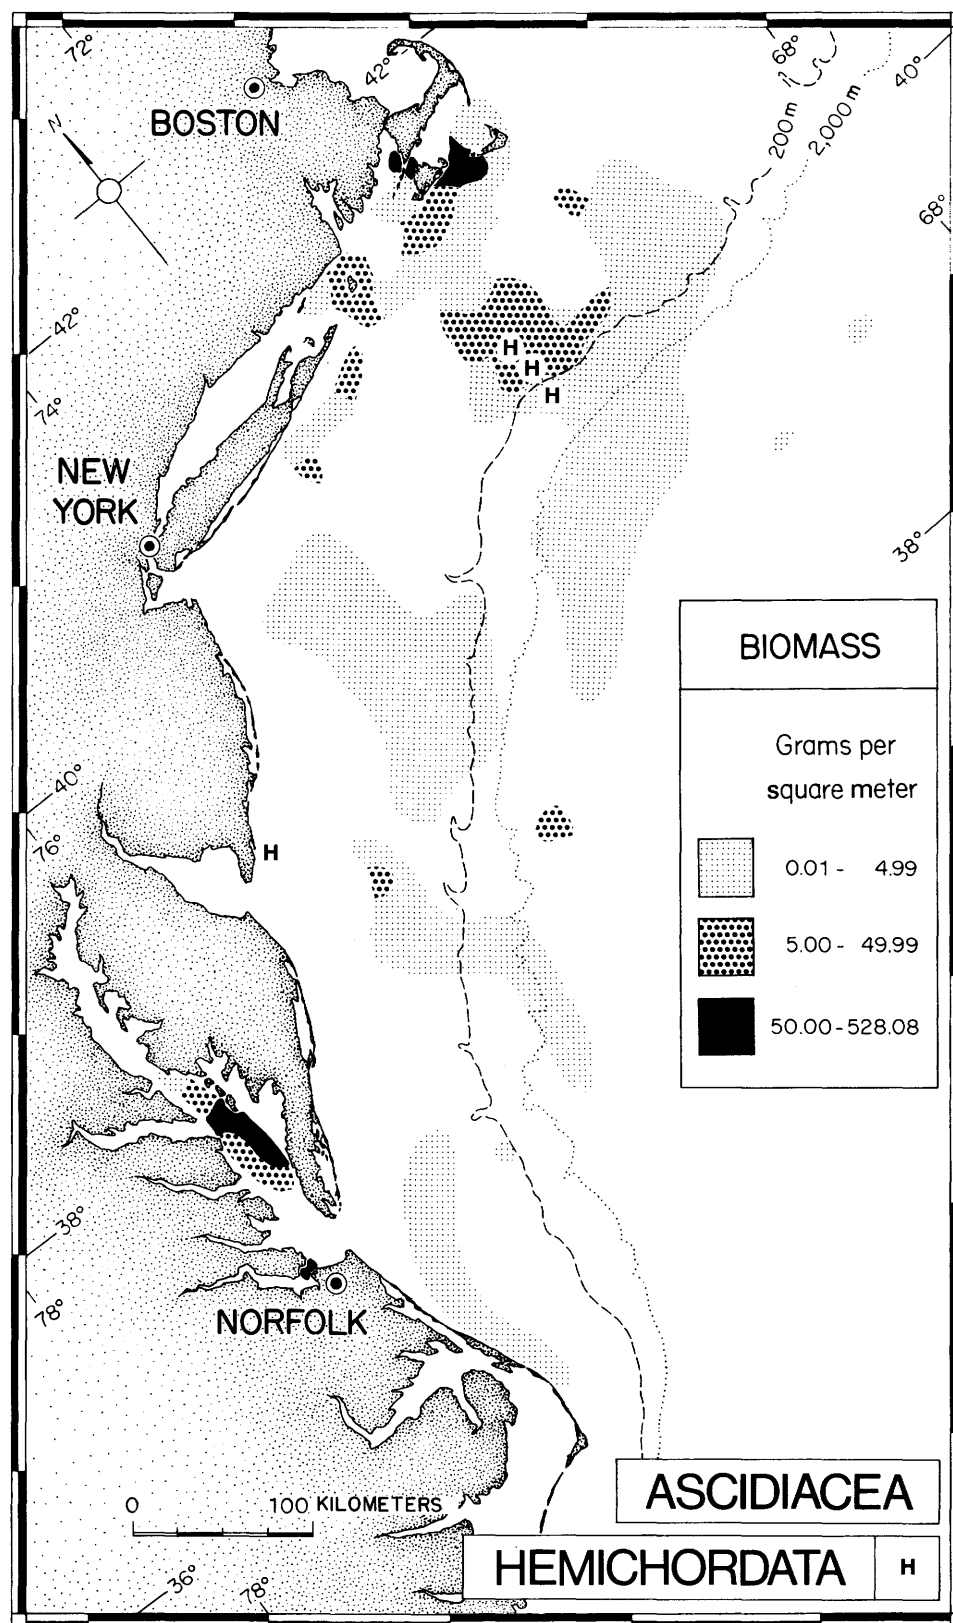 72°
42°
68°
40°
BOSTON
N
200 m
2,000 m
68°
42°
74°
H
H
H
NEW
YORK
38°
BIOMASS
Grams per
square meter
0.01 - 4.99
5.00 - 49.99
50.00 - 528.08
40°
76°
H
38°
78°
NORFOLK
0 100 KILOMETERS
ASCIDIACEA
HEMICHORDATA H
36°
78°